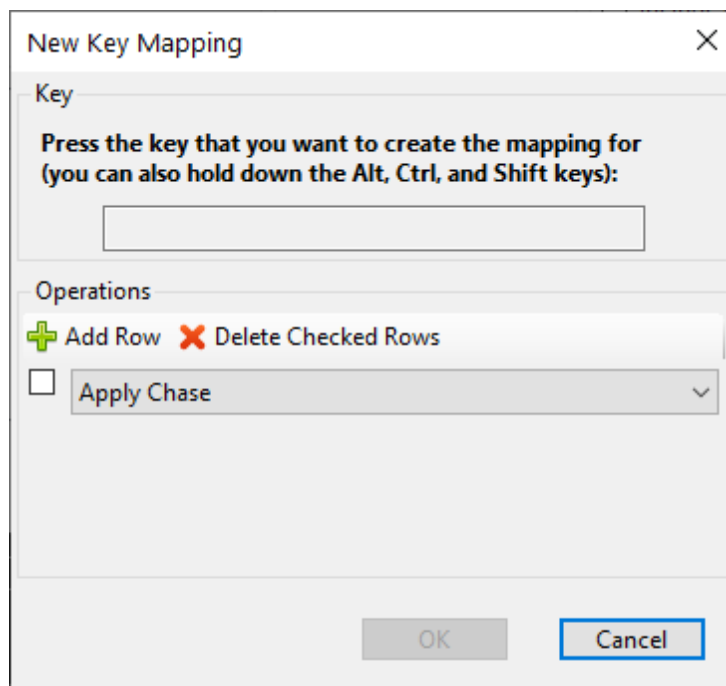 New Key Mapping
Key
Press the key that you want to create the mapping for
(you can also hold down the Alt, Ctrl, and Shift keys):
Operations
Add Row Delete Checked Rows
Apply Chase
OK Cancel